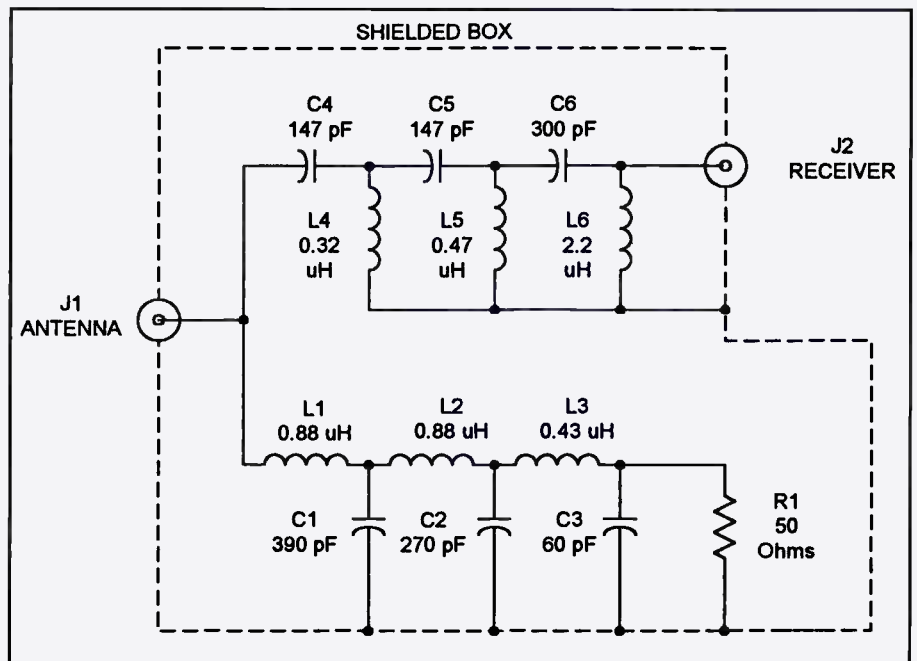 SHIELDED BOX
C4
147 pF
C5
147 pF
C6
300 pF
J2
RECEIVER
L4
0.32
uH
L5
0.47
uH
L6
2.2
uH
J1
ANTENNA
L1
0.88 uH
L2
0.88 uH
L3
0.43 uH
C1
390 pF
C2
270 pF
C3
60 pF
R1
50
Ohms